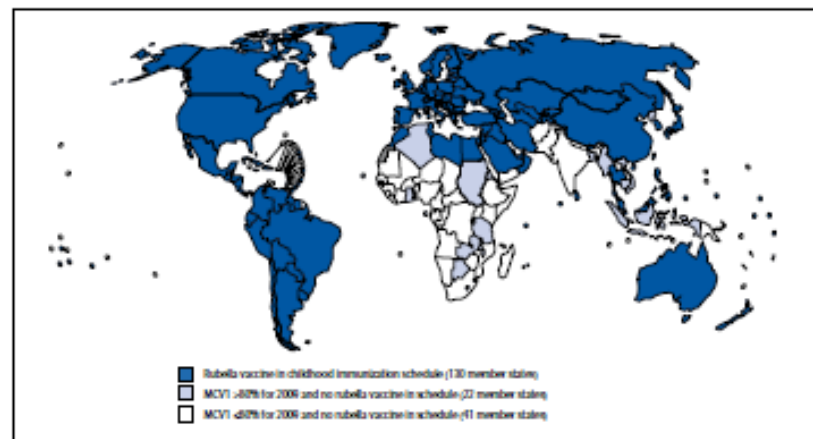 Rubella vaccine in childhood immunization schedule (130 member states)
MCV1 >80% for 2009 and no rubella vaccine in schedule (22 member states)
MCV1 ≤80% for 2009 and no rubella vaccine in schedule (41 member states)